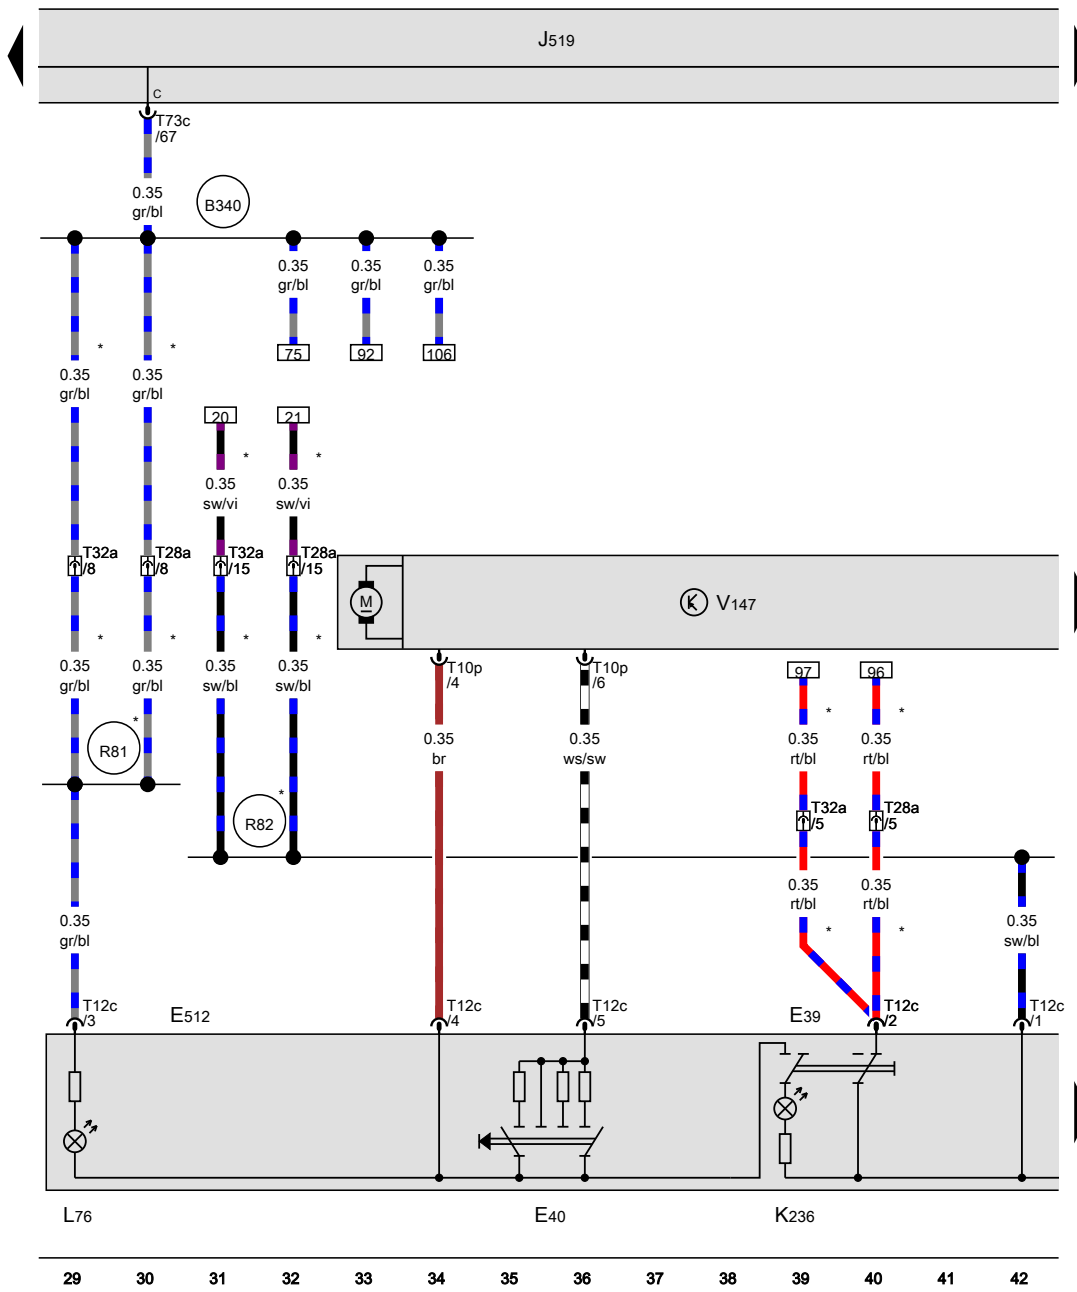 J519
c
T73c
/67
0.35
gr/bl
B340
0.35
gr/bl
0.35
gr/bl
0.35
gr/bl
75
92
106
*
*
0.35
gr/bl
0.35
gr/bl
20
21
*
*
0.35
sw/vi
0.35
sw/vi
T32a
/8
T28a
/8
T32a
/15
T28a
/15
M
V147
*
*
*
*
0.35
gr/bl
0.35
gr/bl
0.35
sw/bl
0.35
sw/bl
T10p
/4
T10p
/6
97
96
*
*
*
R81
0.35
br
0.35
ws/sw
0.35
rt/bl
0.35
rt/bl
*
R82
T32a
/5
T28a
/5
0.35
rt/bl
0.35
rt/bl
*
*
0.35
gr/bl
0.35
sw/bl
T12c
/3
E512
T12c
/4
T12c
/5
E39
T12c
/2
T12c
/1
L76
E40
K236
29 30 31 32 33 34 35 36 37 38 39 40 41 42